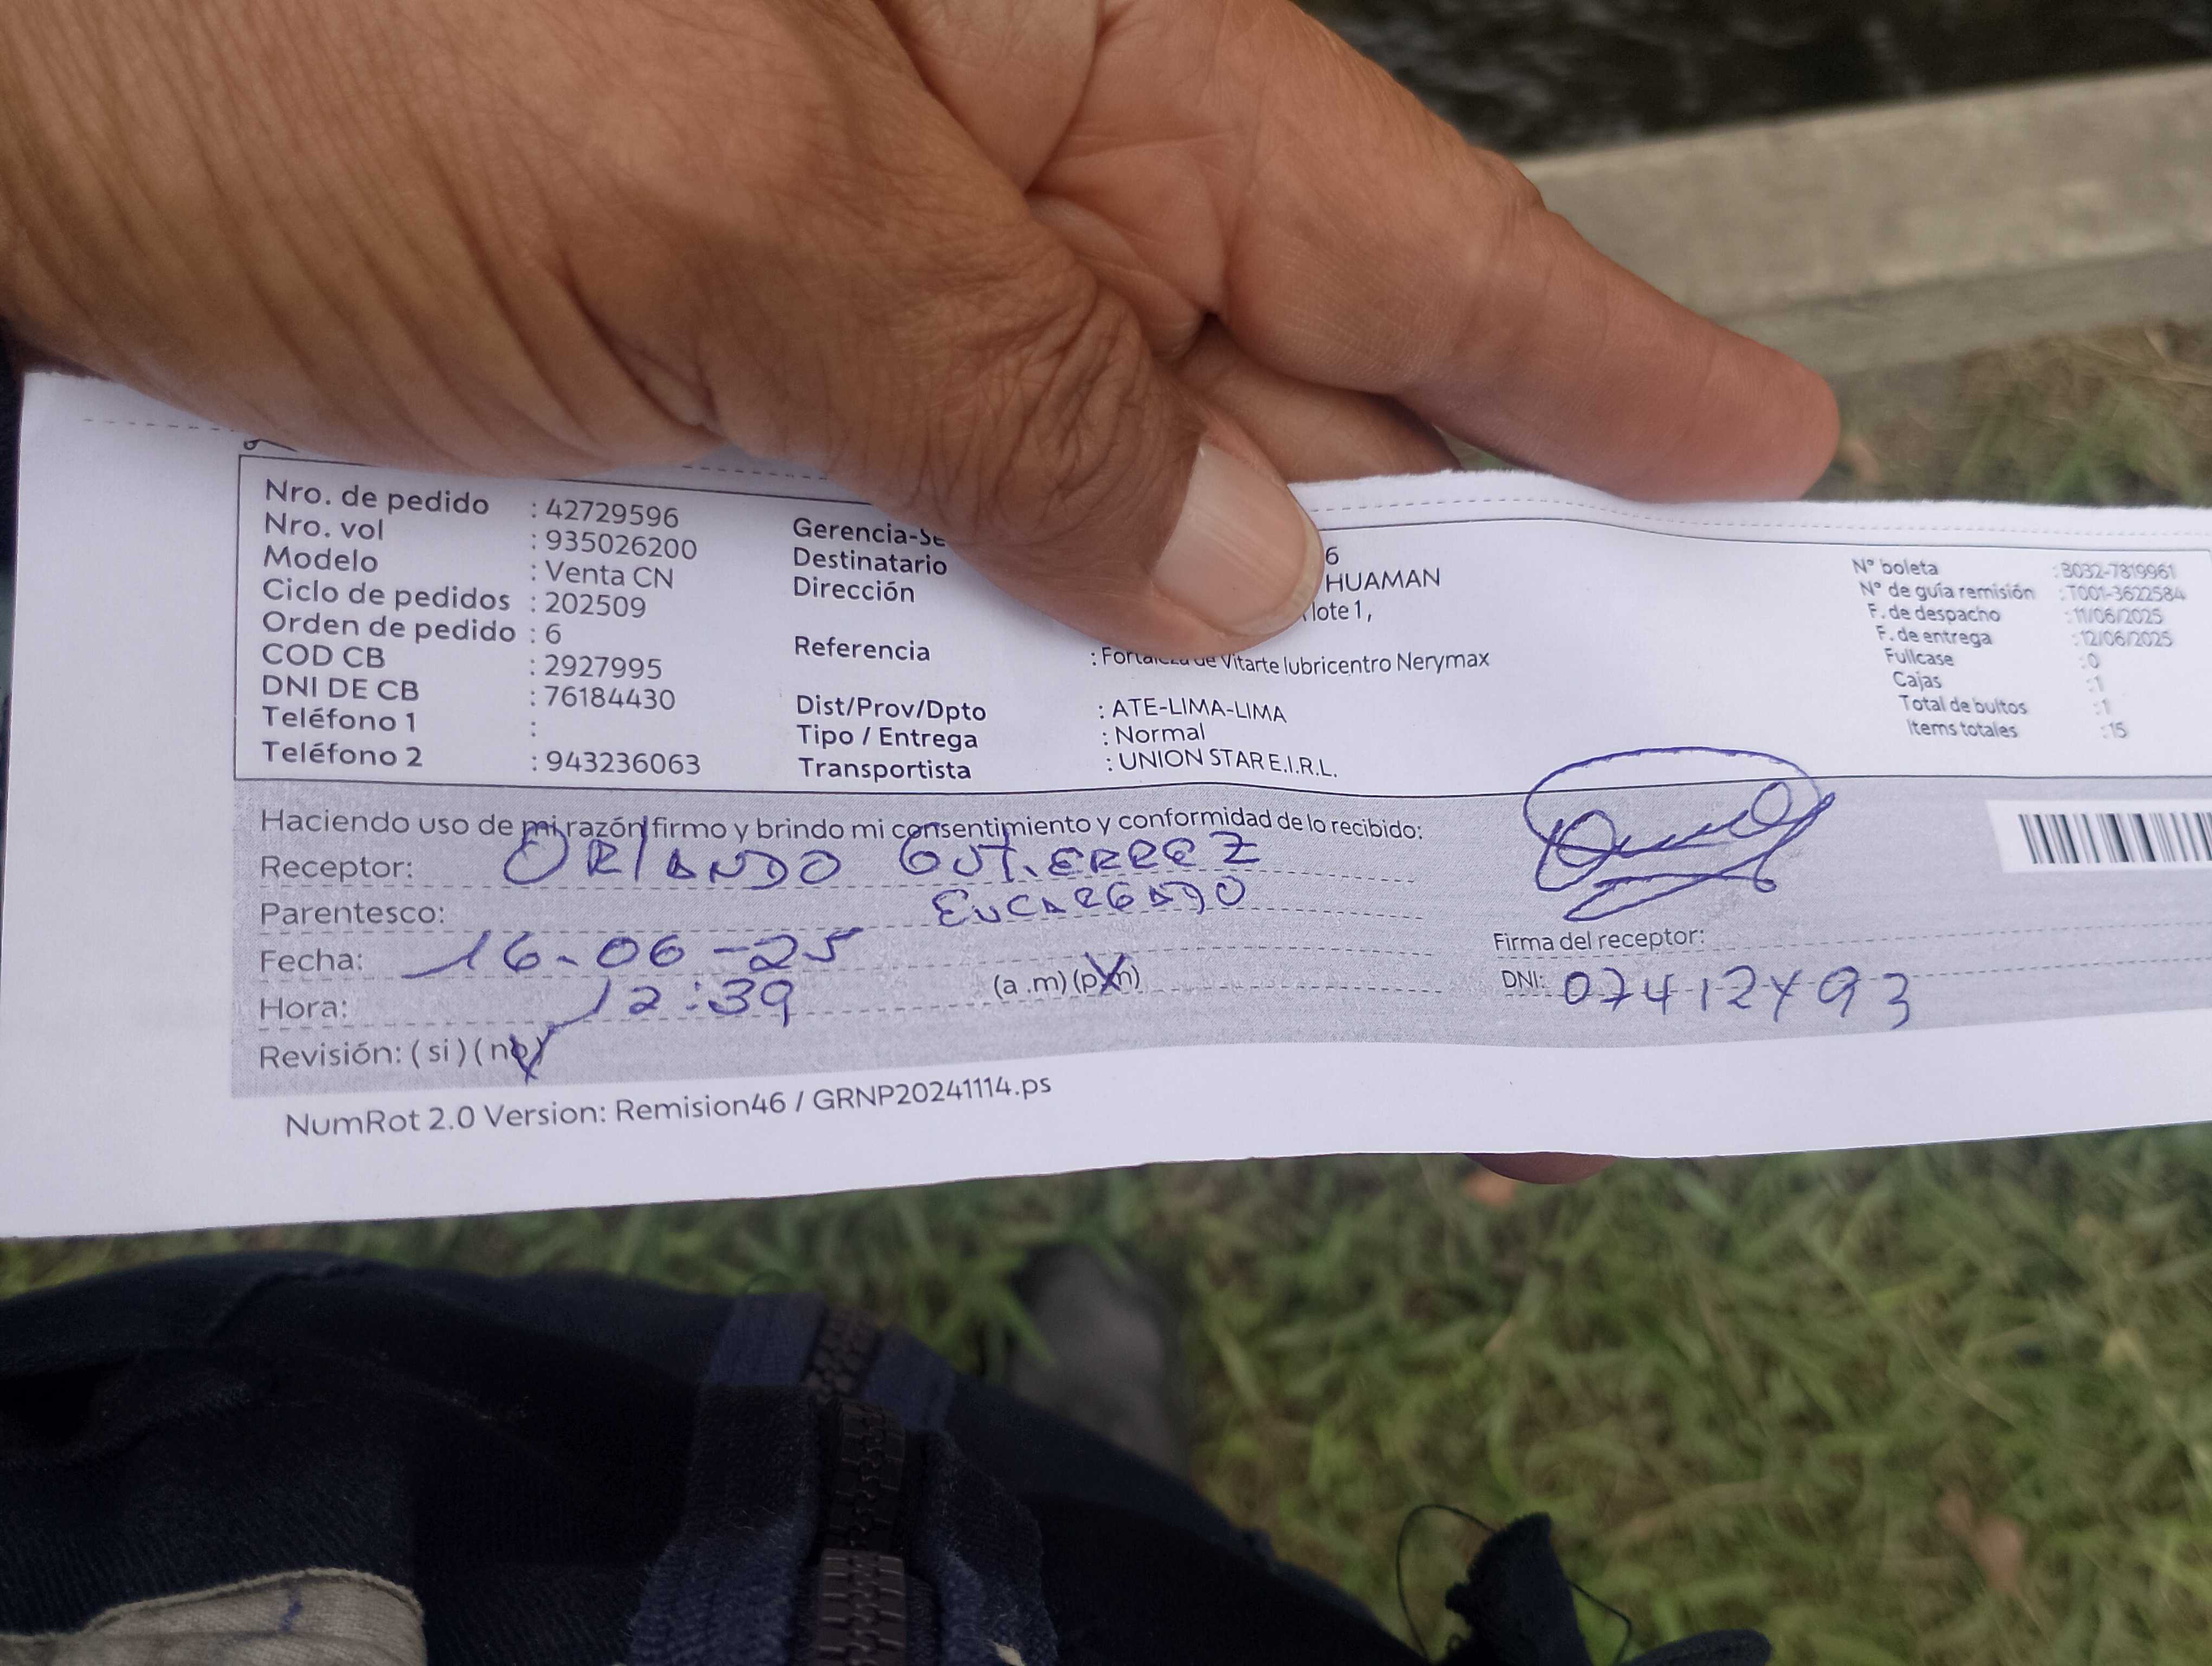 Nro. de pedido : 42729596
Nro. vol : 935026200
Modelo : Venta CN
Ciclo de pedidos : 202509
Orden de pedido : 6
COD CB : 2927995
DNI DE CB : 76184430
Teléfono 1 :
Teléfono 2 : 943236063
Gerencia-Se 6
Destinatario HUAMAN
Dirección lote 1,
Referencia : Fortaleza de Vitarte lubricentro Nerymax
Dist/Prov/Dpto : ATE-LIMA-LIMA
Tipo / Entrega : Normal
Transportista : UNION STAR E.I.R.L.
N° boleta : B032-7819961
N° de guía remisión : T001-3622584
F. de despacho : 11/06/2025
F. de entrega : 12/06/2025
Fullcase : 0
Cajas : 1
Total de bultos : 1
Items totales : 15
Haciendo uso de mi razón firmo y brindo mi consentimiento y conformidad de lo recibido:
Receptor: ORLANDO GUTIERREZ
Parentesco: ENCARGADO
Fecha: 16-06-25
Hora: 12:39 (a .m) (p.m)
Revisión: ( si ) ( no )
Firma del receptor:
DNI:
NumRot 2.0 Version: Remision46 / GRNP20241114.ps